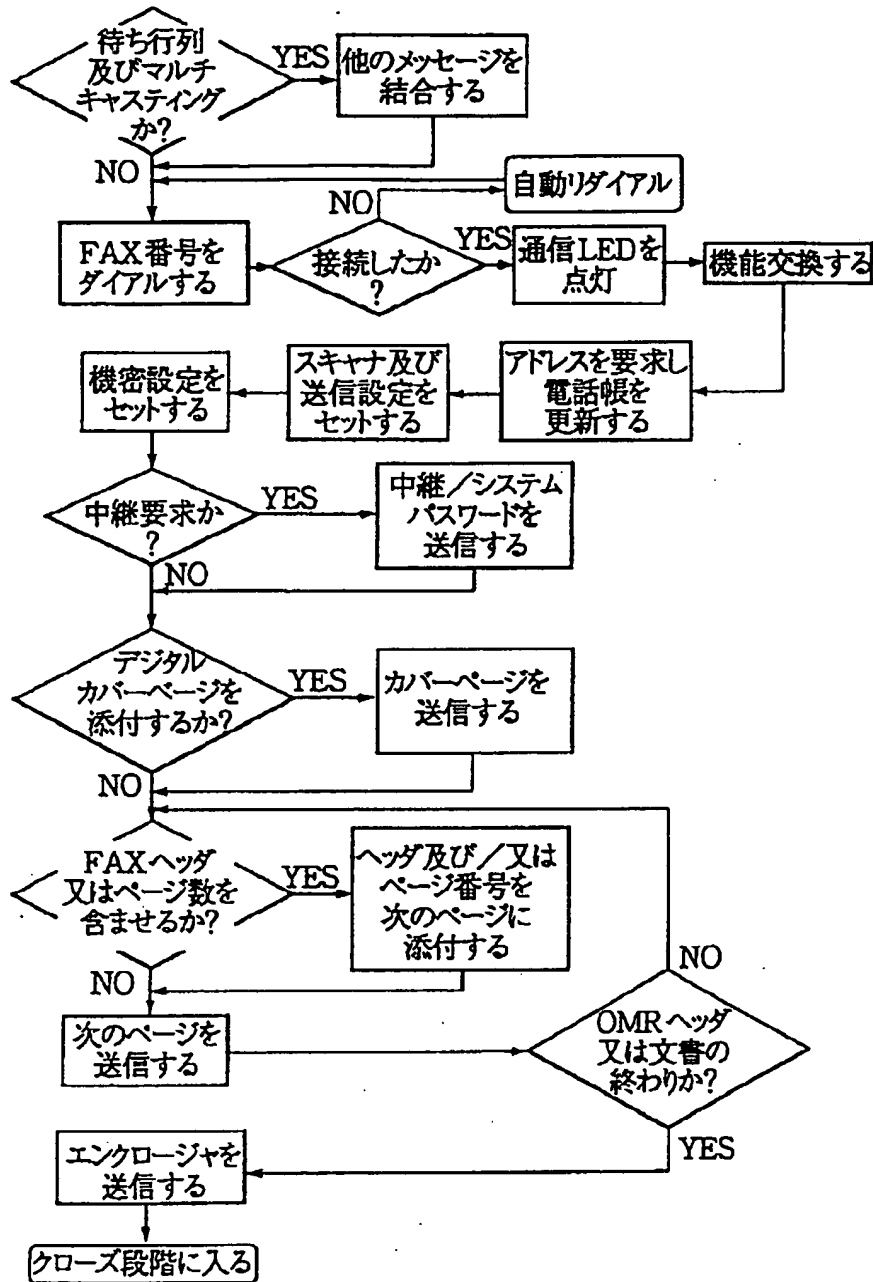 待ち行列
及びマルチ
キャスティング
か?
YES
他のメッセージを
結合する
NO
自動リダイアル
NO
FAX番号を
ダイアルする
接続したか
?
YES
通信LEDを
点灯
機能交換する
アドレスを要求し
電話帳を
更新する
スキャナ及び
送信設定を
セットする
機密設定を
セットする
中継要求か
?
YES
中継/システム
パスワードを
送信する
NO
デジタル
カバーページを
添付するか?
YES
カバーページを
送信する
NO
FAXヘッダ
又はページ数を
含ませるか?
YES
ヘッダ及び/又は
ページ番号を
次のページに
添付する
NO
次のページを
送信する
OMRヘッダ
又は文書の
終わりか?
NO
YES
エンクロージャを
送信する
クローズ段階に入る